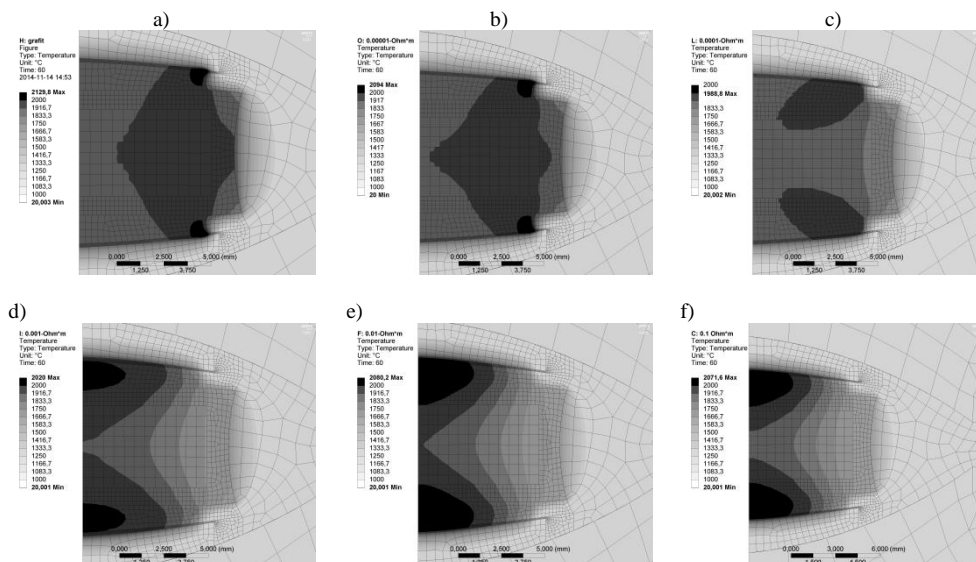 a)
H: grafit
Figure
Type: Temperature
Unit: °C
Time: 60
2014-11-14 14:53
2129,8 Max
2000
1916,7
1833,3
1750
1666,7
1583,3
1500
1416,7
1333,3
1250
1166,7
1083,3
1000
20,003 Min
0,000 2,500 5,000 (mm)
1,250 3,750
b)
O: 0.00001-Ohm*m
Temperature
Type: Temperature
Unit: °C
Time: 60
2094 Max
2000
1917
1833
1750
1667
1583
1500
1417
1333
1250
1167
1083
1000
20 Min
0,000 2,500 5,000 (mm)
1,250 3,750
c)
L: 0.0001-Ohm*m
Temperature
Type: Temperature
Unit: °C
Time: 60
2000
1988,8 Max
1833,3
1750
1666,7
1583,3
1500
1416,7
1333,3
1250
1166,7
1083,3
1000
20,002 Min
0,000 2,500 5,000 (mm)
1,250 3,750
d)
I: 0.001-Ohm*m
Temperature
Type: Temperature
Unit: °C
Time: 60
2020 Max
2000
1916,7
1833,3
1750
1666,7
1583,3
1500
1416,7
1333,3
1250
1166,7
1083,3
1000
20,001 Min
0,000 2,500 5,000 (mm)
e)
F: 0.01-Ohm*m
Temperature
Type: Temperature
Unit: °C
Time: 60
2080,2 Max
2000
1916,7
1833,3
1750
1666,7
1583,3
1500
1416,7
1333,3
1250
1166,7
1083,3
1000
20,001 Min
0,000 2,500 5,000 (mm)
f)
C: 0.1 Ohm*m
Temperature
Type: Temperature
Unit: °C
Time: 60
2071,6 Max
2000
1916,7
1833,3
1750
1666,7
1583,3
1500
1416,7
1333,3
1250
1166,7
1083,3
1000
20,001 Min
0,000 3,000 6,000 (mm)